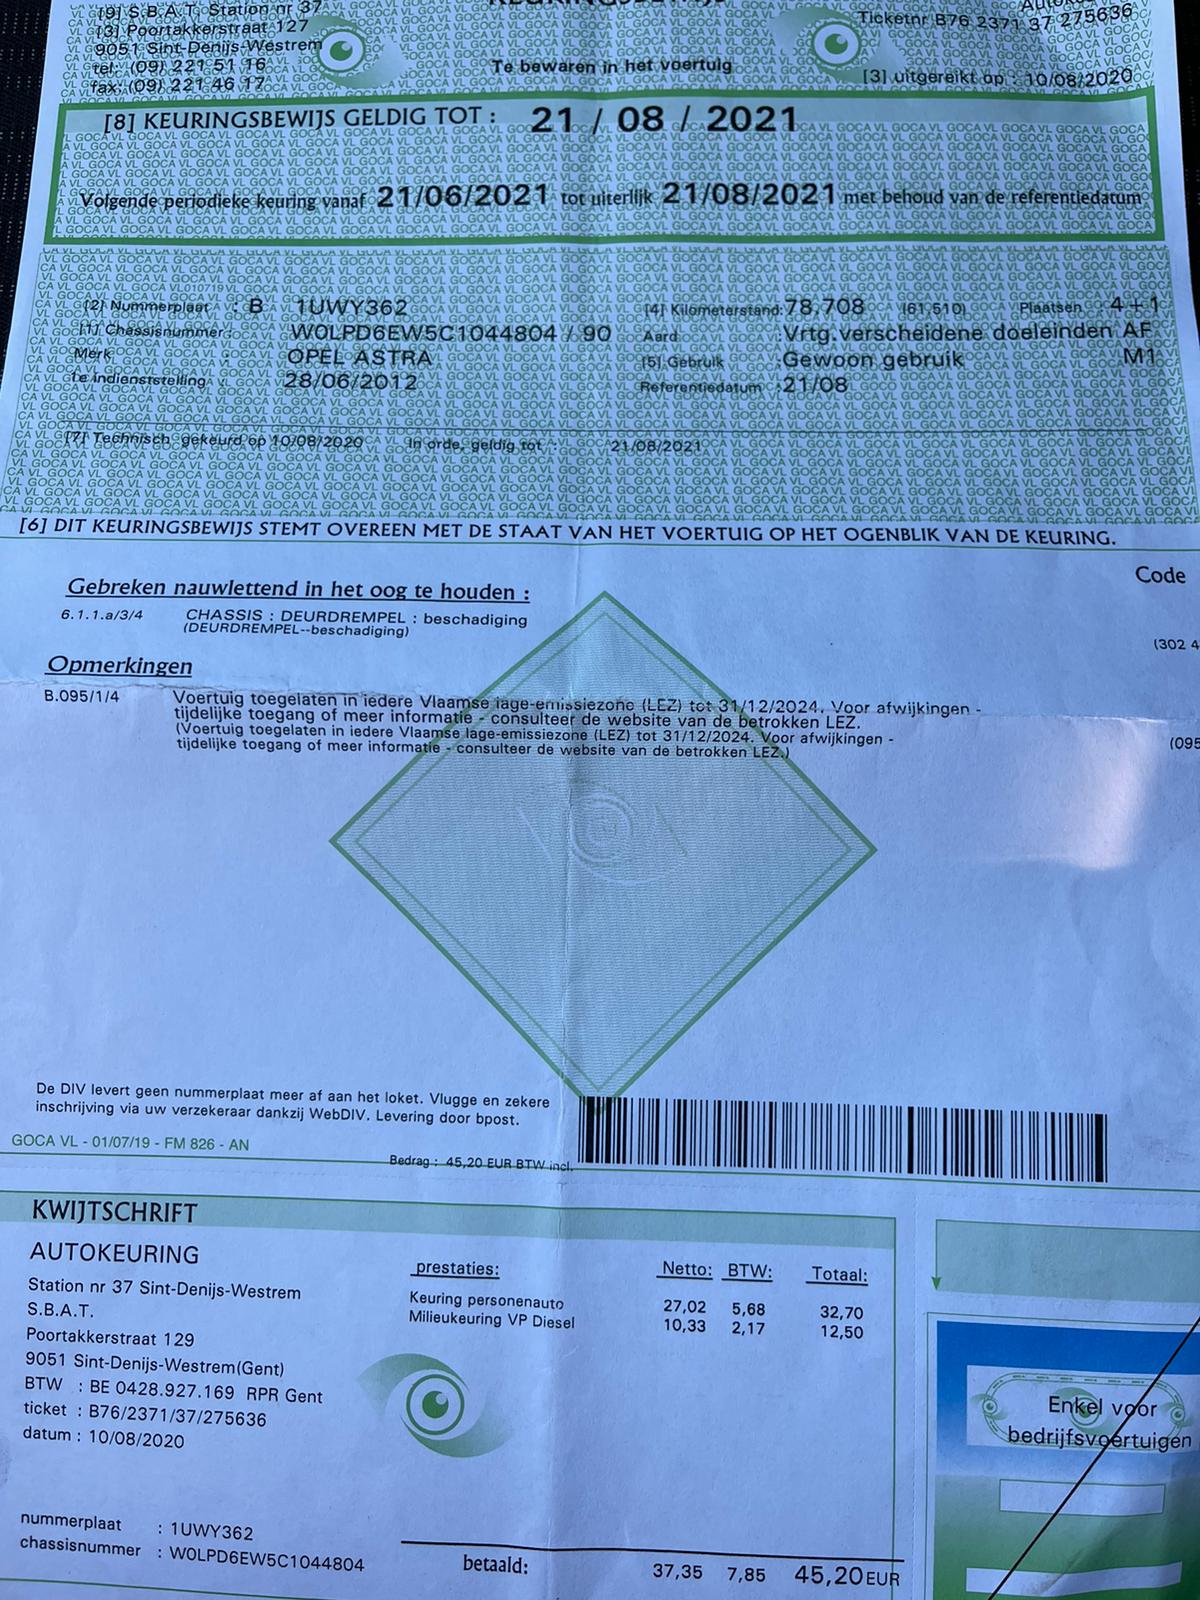 [9] S.B.A.T. Station nr 37
[3] Poortakkerstraat 127
9051 Sint-Denijs-Westrem
tel: (09) 221 51 16
fax: (09) 221 46 17
Te bewaren in het voertuig
Ticketnr B76 2371 37 275636
[3] uitgereikt op : 10/08/2020
[8] KEURINGSBEWIJS GELDIG TOT : 21 / 08 / 2021
Volgende periodieke keuring vanaf 21/06/2021 tot uiterlijk 21/08/2021 met behoud van de referentiedatum
[2] Nummerplaat : B 1UWY362 [4] Kilometerstand: 78.708 (61.510) Plaatsen : 4+1
[1] Chassisnummer: W0LPD6EW5C1044804 / 90 Aard : Vrtg.verscheidene doeleinden AF
Merk : OPEL ASTRA [5] Gebruik : Gewoon gebruik M1
1e indienststelling : 28/06/2012 Referentiedatum : 21/08
[7] Technisch gekeurd op 10/08/2020 In orde, geldig tot : 21/08/2021
[6] DIT KEURINGSBEWIJS STEMT OVEREEN MET DE STAAT VAN HET VOERTUIG OP HET OGENBLIK VAN DE KEURING.
Code
Gebreken nauwlettend in het oog te houden :
6.1.1.a/3/4 CHASSIS : DEURDREMPEL : beschadiging
(DEURDREMPEL--beschadiging)
(302 4
Opmerkingen
B.095/1/4 Voertuig toegelaten in iedere Vlaamse lage-emissiezone (LEZ) tot 31/12/2024. Voor afwijkingen -
tijdelijke toegang of meer informatie - consulteer de website van de betrokken LEZ.
(Voertuig toegelaten in iedere Vlaamse lage-emissiezone (LEZ) tot 31/12/2024. Voor afwijkingen -
tijdelijke toegang of meer informatie - consulteer de website van de betrokken LEZ.)
(095
De DIV levert geen nummerplaat meer af aan het loket. Vlugge en zekere
inschrijving via uw verzekeraar dankzij WebDIV. Levering door bpost.
GOCA VL - 01/07/19 - FM 826 - AN
Bedrag : 45,20 EUR BTW incl.
KWIJTSCHRIFT
AUTOKEURING
Station nr 37 Sint-Denijs-Westrem
S.B.A.T.
Poortakkerstraat 129
9051 Sint-Denijs-Westrem(Gent)
BTW : BE 0428.927.169 RPR Gent
ticket : B76/2371/37/275636
datum : 10/08/2020
prestaties: Netto: BTW: Totaal:
Keuring personenauto 27,02 5,68 32,70
Milieukeuring VP Diesel 10,33 2,17 12,50
Enkel voor
bedrijfsvoertuigen
nummerplaat : 1UWY362
chassisnummer : W0LPD6EW5C1044804
betaald: 37,35 7,85 45,20 EUR